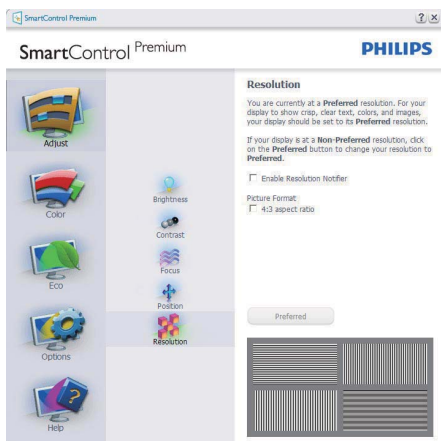 SmartControl Premium
SmartControl Premium
PHILIPS
Adjust
Color
Eco
Options
Help
Brightness
Contrast
Focus
Position
Resolution
Resolution
You are currently at a Preferred resolution. For your
display to show crisp, clear text, colors, and images,
your display should be set to its Preferred resolution.
If your display is at a Non-Preferred resolution, click
on the Preferred button to change your resolution to
Preferred.
Enable Resolution Notifier
Picture Format
4:3 aspect ratio
Preferred